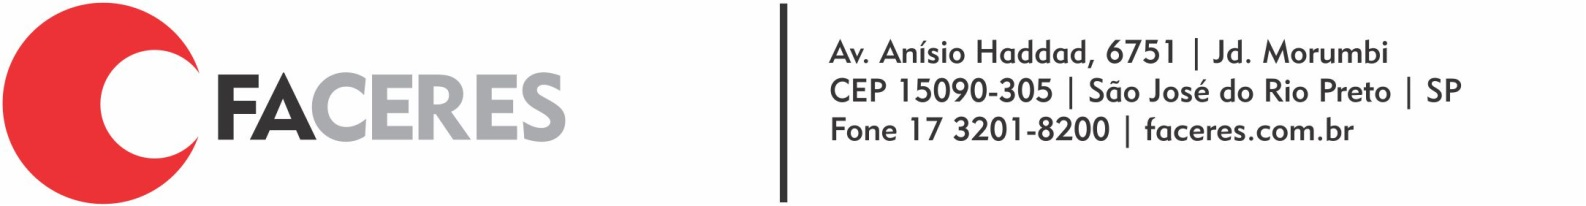 FACERES
Av. Anísio Haddad, 6751 | Jd. Morumbi
CEP 15090-305 | São José do Rio Preto | SP
Fone 17 3201-8200 | faceres.com.br